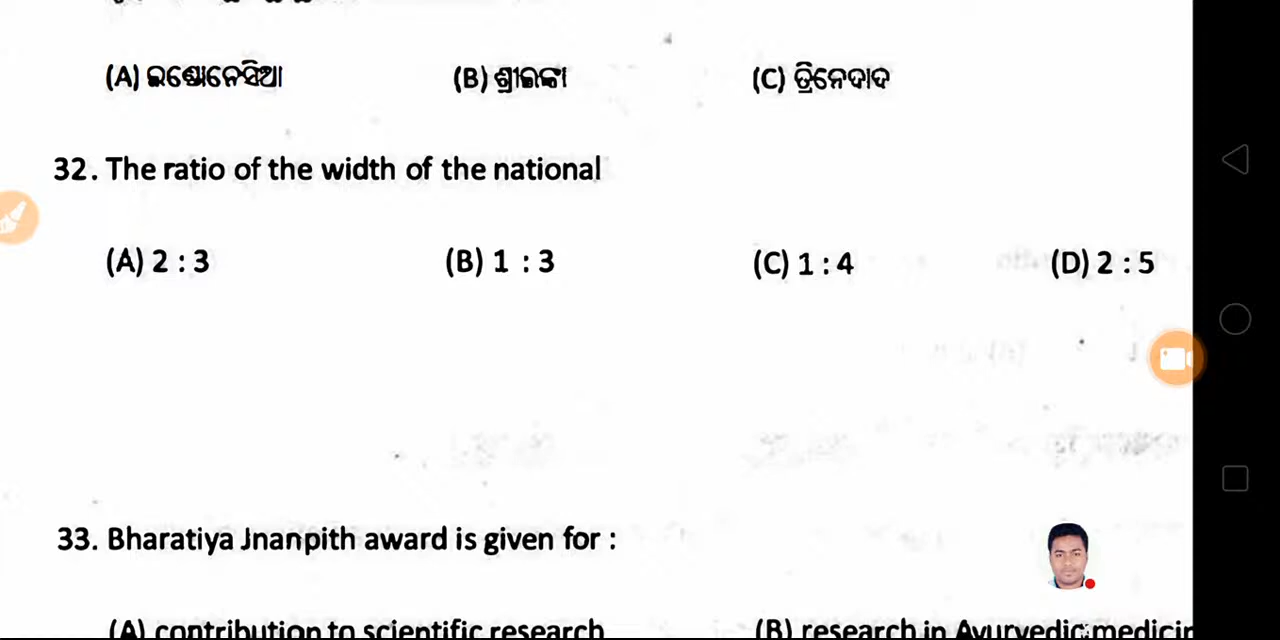 (A) ଇଣ୍ଡୋନେସିଆ (B) ଶ୍ରୀଲଙ୍କା (C) ତ୍ରିନେଦାଦ
32. The ratio of the width of the national
(A) 2 : 3 (B) 1 : 3 (C) 1 : 4 (D) 2 : 5
33. Bharatiya Jnanpith award is given for :
(A) contribution to scientific research (B) research in Ayurvedic medicin